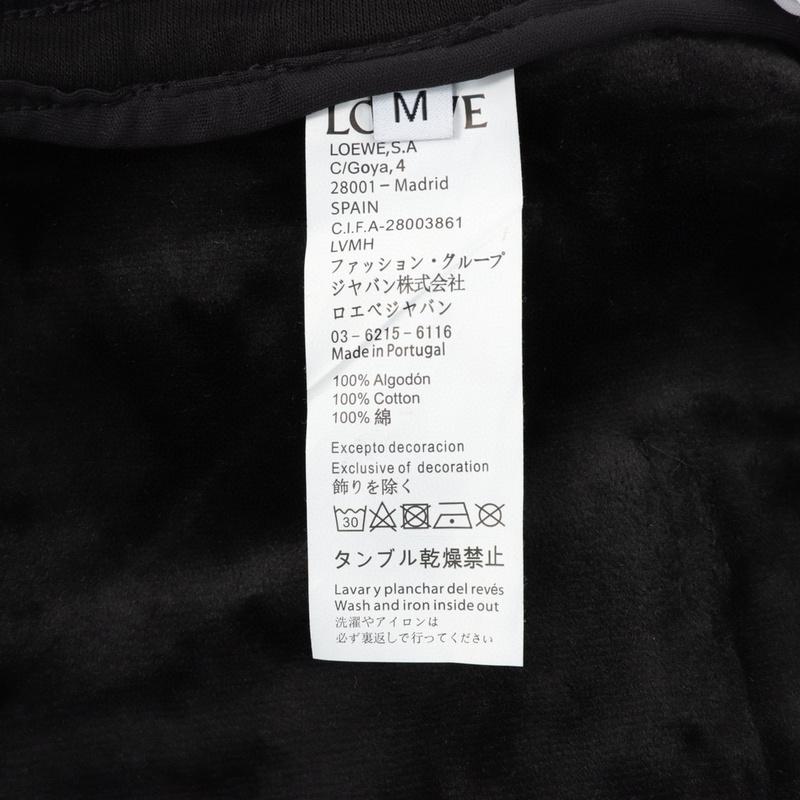 M
LOEWE
LOEWE,S.A
C/Goya, 4
28001 – Madrid
SPAIN
C.I.F.A-28003861
LVMH
ファッション・グループ
ジャバン株式会社
ロエベジャバン
03 – 6215 – 6116
Made in Portugal
100% Algodón
100% Cotton
100% 綿
Excepto decoracion
Exclusive of decoration
飾りを除く
30
タンブル乾燥禁止
Lavar y planchar del revés
Wash and iron inside out
洗濯やアイロンは
必ず裏返しで行ってください